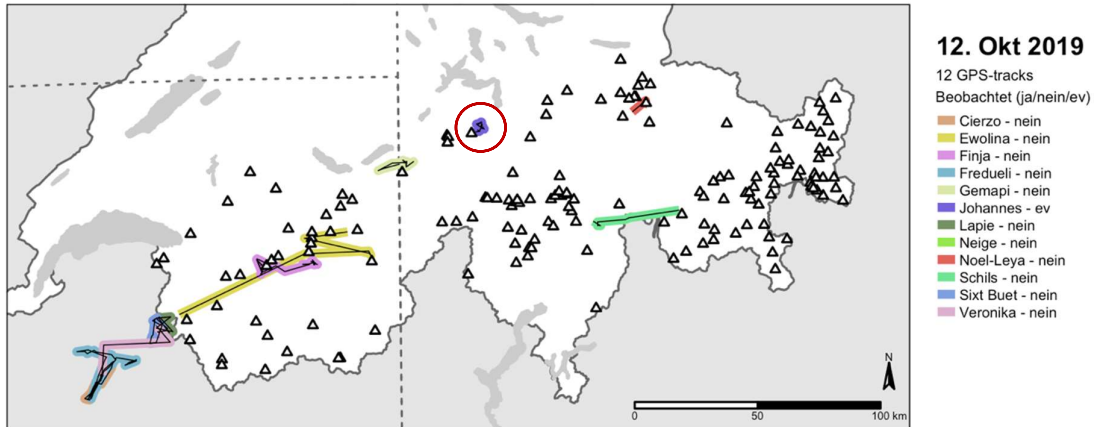 12. Okt 2019
12 GPS-tracks
Beobachtet (ja/nein/ev)
Cierzo - nein
Ewolina - nein
Finja - nein
Fredueli - nein
Gemapi - nein
Johannes - ev
Lapie - nein
Neige - nein
Noel-Leya - nein
Schils - nein
Sixt Buet - nein
Veronika - nein
N
0 50 100 km